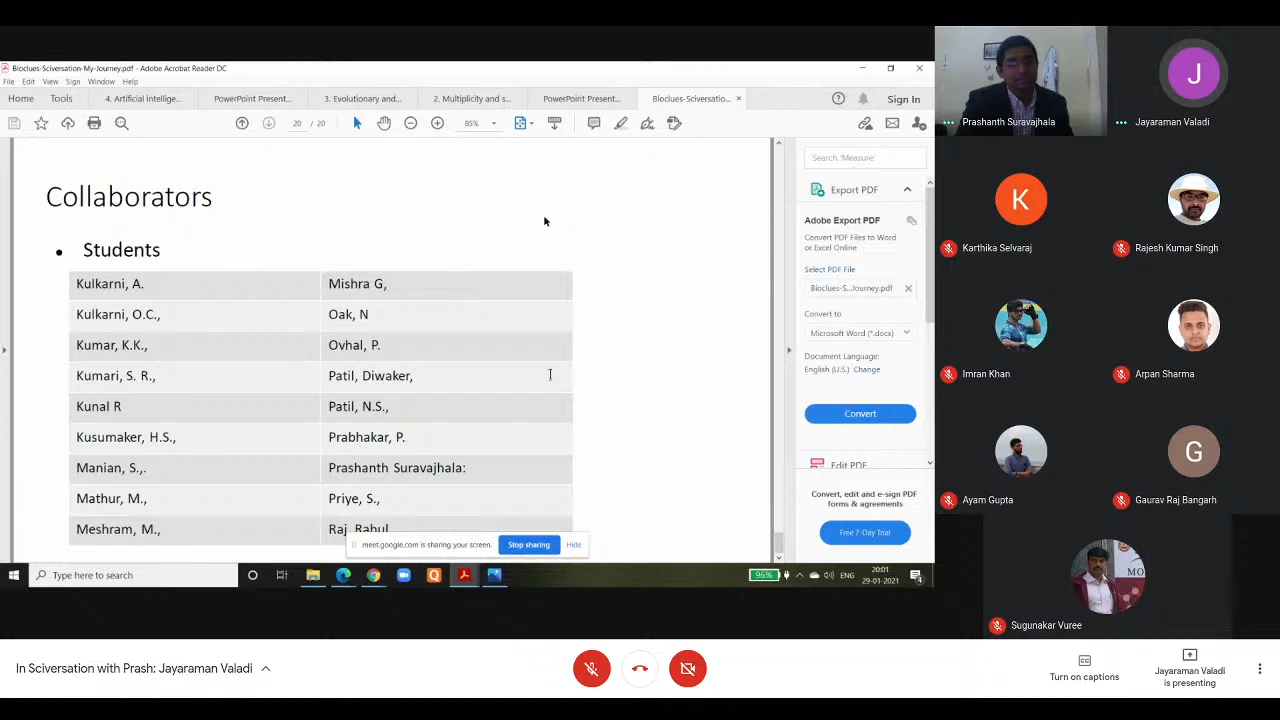 Bioclues-Sciversation-My-Journey.pdf - Adobe Acrobat Reader DC
File Edit View Sign Window Help
Home Tools 4. Artificial intellige... PowerPoint Present... 3. Evolutionary and... 2. Multiplicity and s... PowerPoint Present... Bioclues-Sciversatio... × Sign In
20 / 20 85%
Collaborators
• Students
Kulkarni, A. Mishra G,
Kulkarni, O.C., Oak, N
Kumar, K.K., Ovhal, P.
Kumari, S. R., Patil, Diwaker,
Kunal R Patil, N.S.,
Kusumaker, H.S., Prabhakar, P.
Manian, S.,. Prashanth Suravajhala:
Mathur, M., Priye, S.,
Meshram, M., Raj, Rahul
Search 'Measure'
Export PDF
Adobe Export PDF
Convert PDF Files to Word
or Excel Online
Select PDF File
Bioclues-S...Journey.pdf
Convert to
Microsoft Word (*.docx)
Document Language:
English (U.S.) Change
Convert
Edit PDF
Convert, edit and e-sign PDF
forms & agreements
Free 7-Day Trial
meet.google.com is sharing your screen. Stop sharing Hide
Type here to search
96% ENG 20:01
29-01-2021
4
Prashanth Suravajhala
J
Jayaraman Valadi
K
Karthika Selvaraj
Rajesh Kumar Singh
Imran Khan
Arpan Sharma
Ayam Gupta
G
Gaurav Raj Bangarh
MO
Sugunakar Vuree
In Sciversation with Prash: Jayaraman Valadi
CC
Turn on captions
Jayaraman Valadi
is presenting